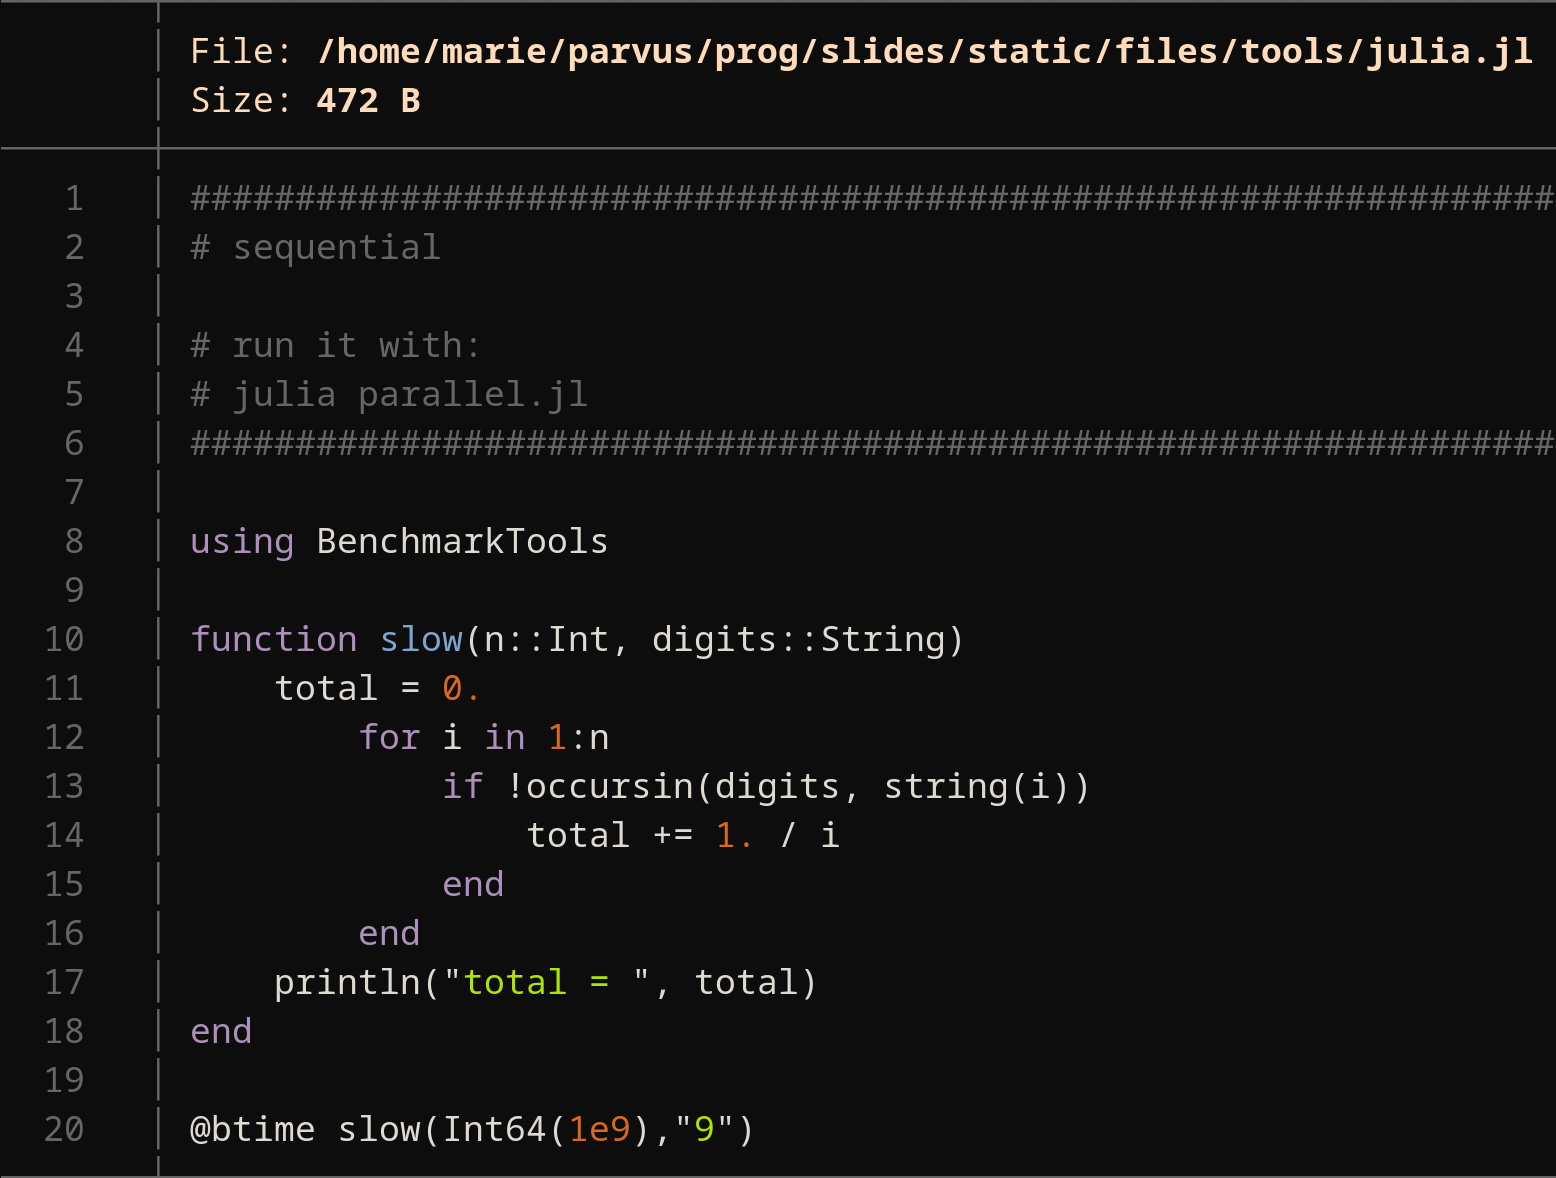 File: /home/marie/parvus/prog/slides/static/files/tools/julia.jl
Size: 472 B
1 #################################################################
2 # sequential
3
4 # run it with:
5 # julia parallel.jl
6 #################################################################
7
8 using BenchmarkTools
9
10 function slow(n::Int, digits::String)
11     total = 0.
12         for i in 1:n
13             if !occursin(digits, string(i))
14                 total += 1. / i
15             end
16         end
17     println("total = ", total)
18 end
19
20 @btime slow(Int64(1e9),"9")